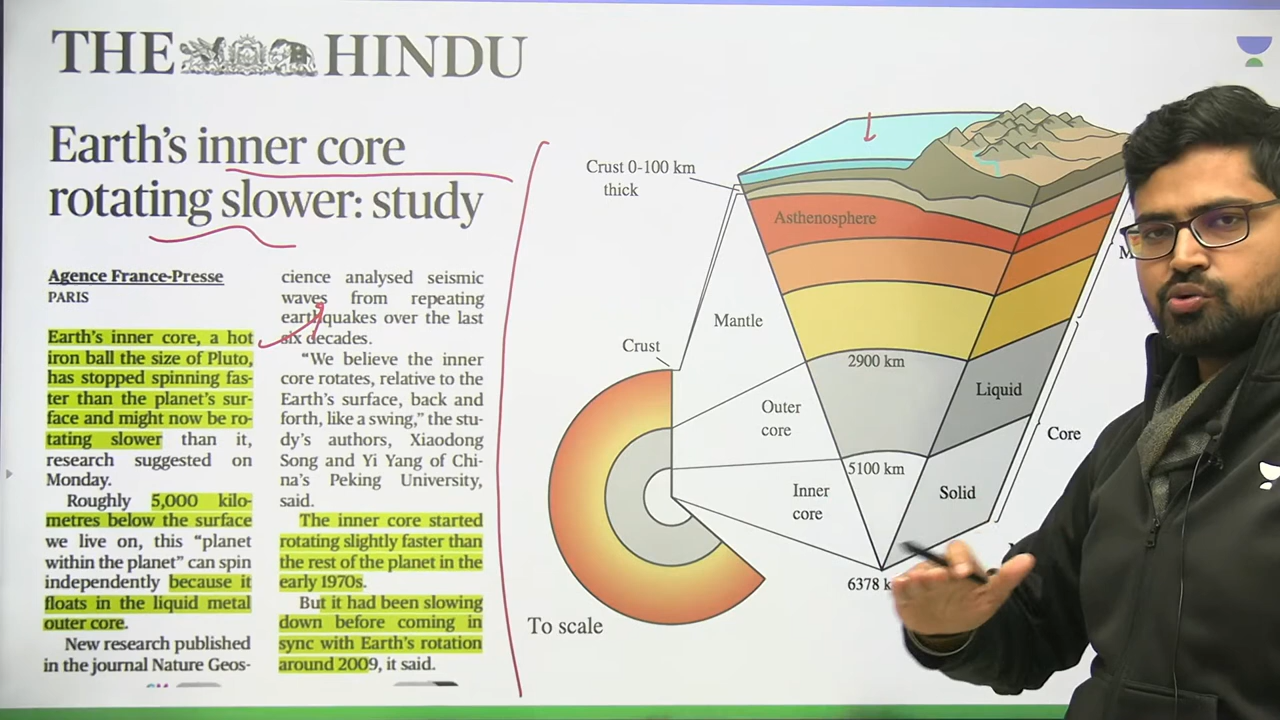 THE HINDU
Earth's inner core
rotating slower: study
Agence France-Presse
PARIS
Earth's inner core, a hot
iron ball the size of Pluto,
has stopped spinning fas-
ter than the planet's sur-
face and might now be ro-
tating slower than it,
research suggested on
Monday.
Roughly 5,000 kilo-
metres below the surface
we live on, this "planet
within the planet" can spin
independently because it
floats in the liquid metal
outer core.
New research published
in the journal Nature Geos-
cience analysed seismic
waves from repeating
earthquakes over the last
six decades.
"We believe the inner
core rotates, relative to the
Earth's surface, back and
forth, like a swing," the stu-
dy's authors, Xiaodong
Song and Yi Yang of Chi-
na's Peking University,
said.
The inner core started
rotating slightly faster than
the rest of the planet in the
early 1970s.
But it had been slowing
down before coming in
sync with Earth's rotation
around 2009, it said.
Crust 0-100 km
thick
Asthenosphere
Mantle
Crust
2900 km
Liquid
Outer
core
Core
5100 km
Inner
core
Solid
6378 k
To scale